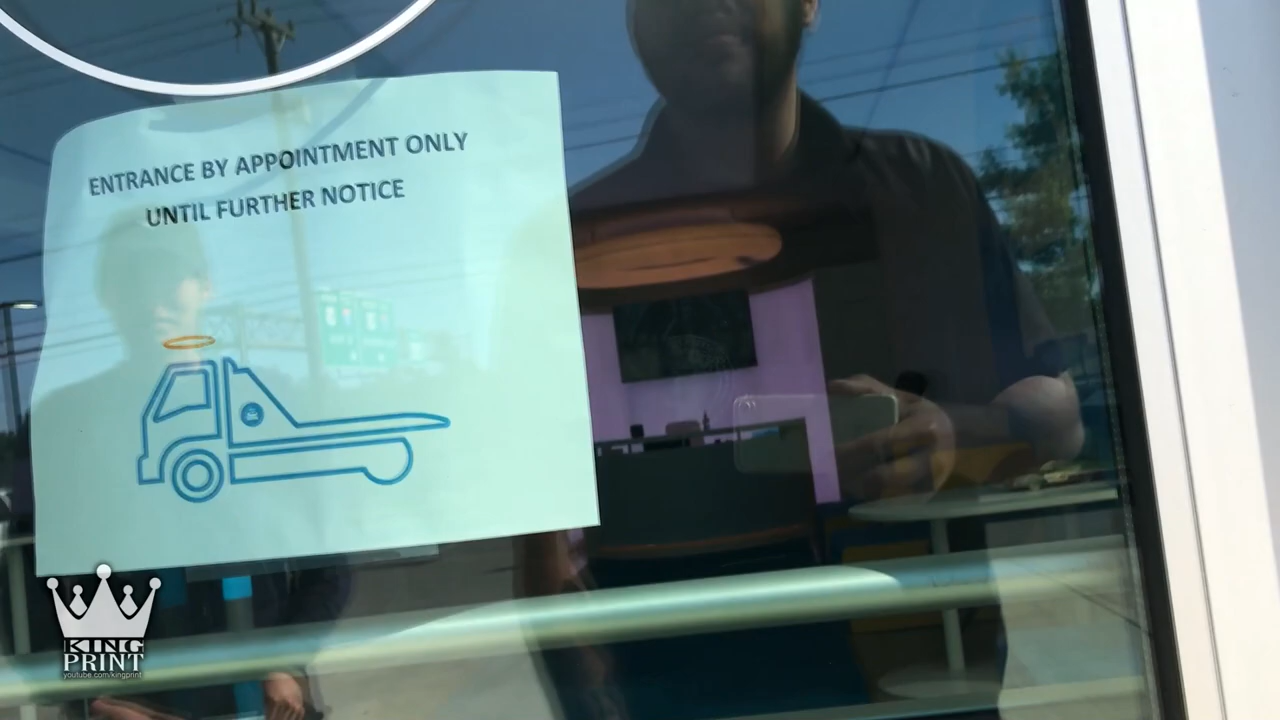 ENTRANCE BY APPOINTMENT ONLY
UNTIL FURTHER NOTICE
KING
PRINT
youtube.com/kingprint